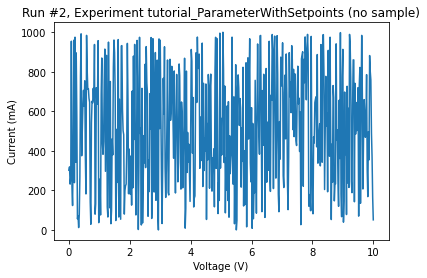 Run #2, Experiment tutorial_ParameterWithSetpoints (no sample)
1000
800
600
400
200
0
Current (mA)
0 2 4 6 8 10
Voltage (V)